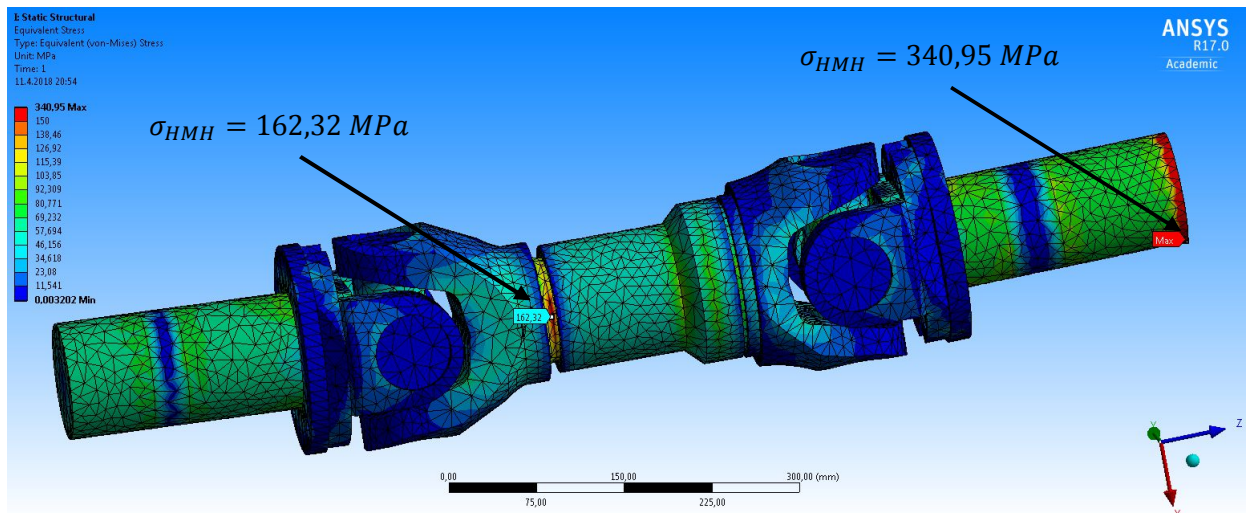 E: Static Structural
Equivalent Stress
Type: Equivalent (von-Mises) Stress
Unit: MPa
Time: 1
11.4.2018 20:54
ANSYS
R17.0
Academic
σHMH = 340,95 MPa
σHMH = 162,32 MPa
340,95 Max
150
138,46
126,92
115,39
103,85
92,309
80,771
69,232
57,694
46,156
34,618
23,08
11,541
0,003202 Min
Max
162,32
0,00
150,00
300,00 (mm)
75,00
225,00
Y
Z
X